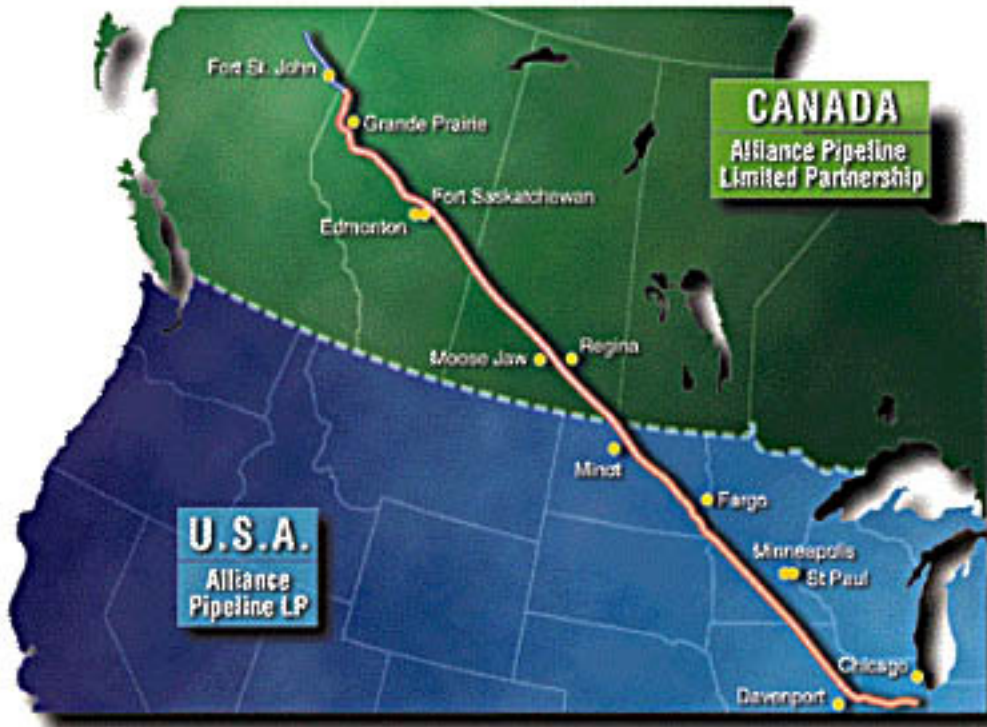 Fort St. John
Grande Prairie
CANADA
Alliance Pipeline
Limited Partnership
Fort Saskatchewan
Edmonton
Moose Jaw
Regina
Minot
Fargo
U.S.A.
Alliance
Pipeline LP
Minneapolis
St Paul
Chicago
Davenport